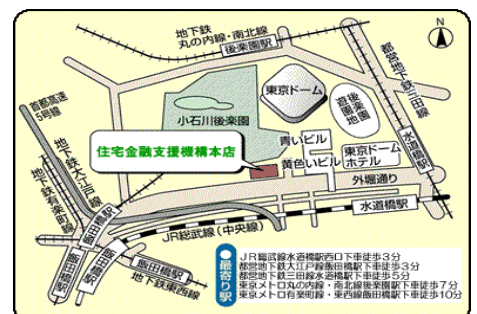 N
地下鉄
丸の内線・南北線
後楽園駅
都営地下鉄三田線
東京ドーム
後楽園
遊園地
首都高速
5号線
小石川後楽園
青いビル
水道橋駅
地下鉄大江戸線
地下鉄有楽町線
住宅金融支援機構本店
黄色いビル
東京ドーム
ホテル
外堀通り
水道橋駅
飯田橋駅
飯田橋駅
JR総武線(中央線)
飯田橋駅
地下鉄東西線
最寄り駅
JR総武線水道橋駅西口下車徒歩3分
都営地下鉄大江戸線飯田橋駅下車徒歩3分
都営地下鉄三田線水道橋駅下車徒歩5分
東京メトロ丸の内線・南北線後楽園駅下車徒歩7分
東京メトロ有楽町線・東西線飯田橋駅下車徒歩10分